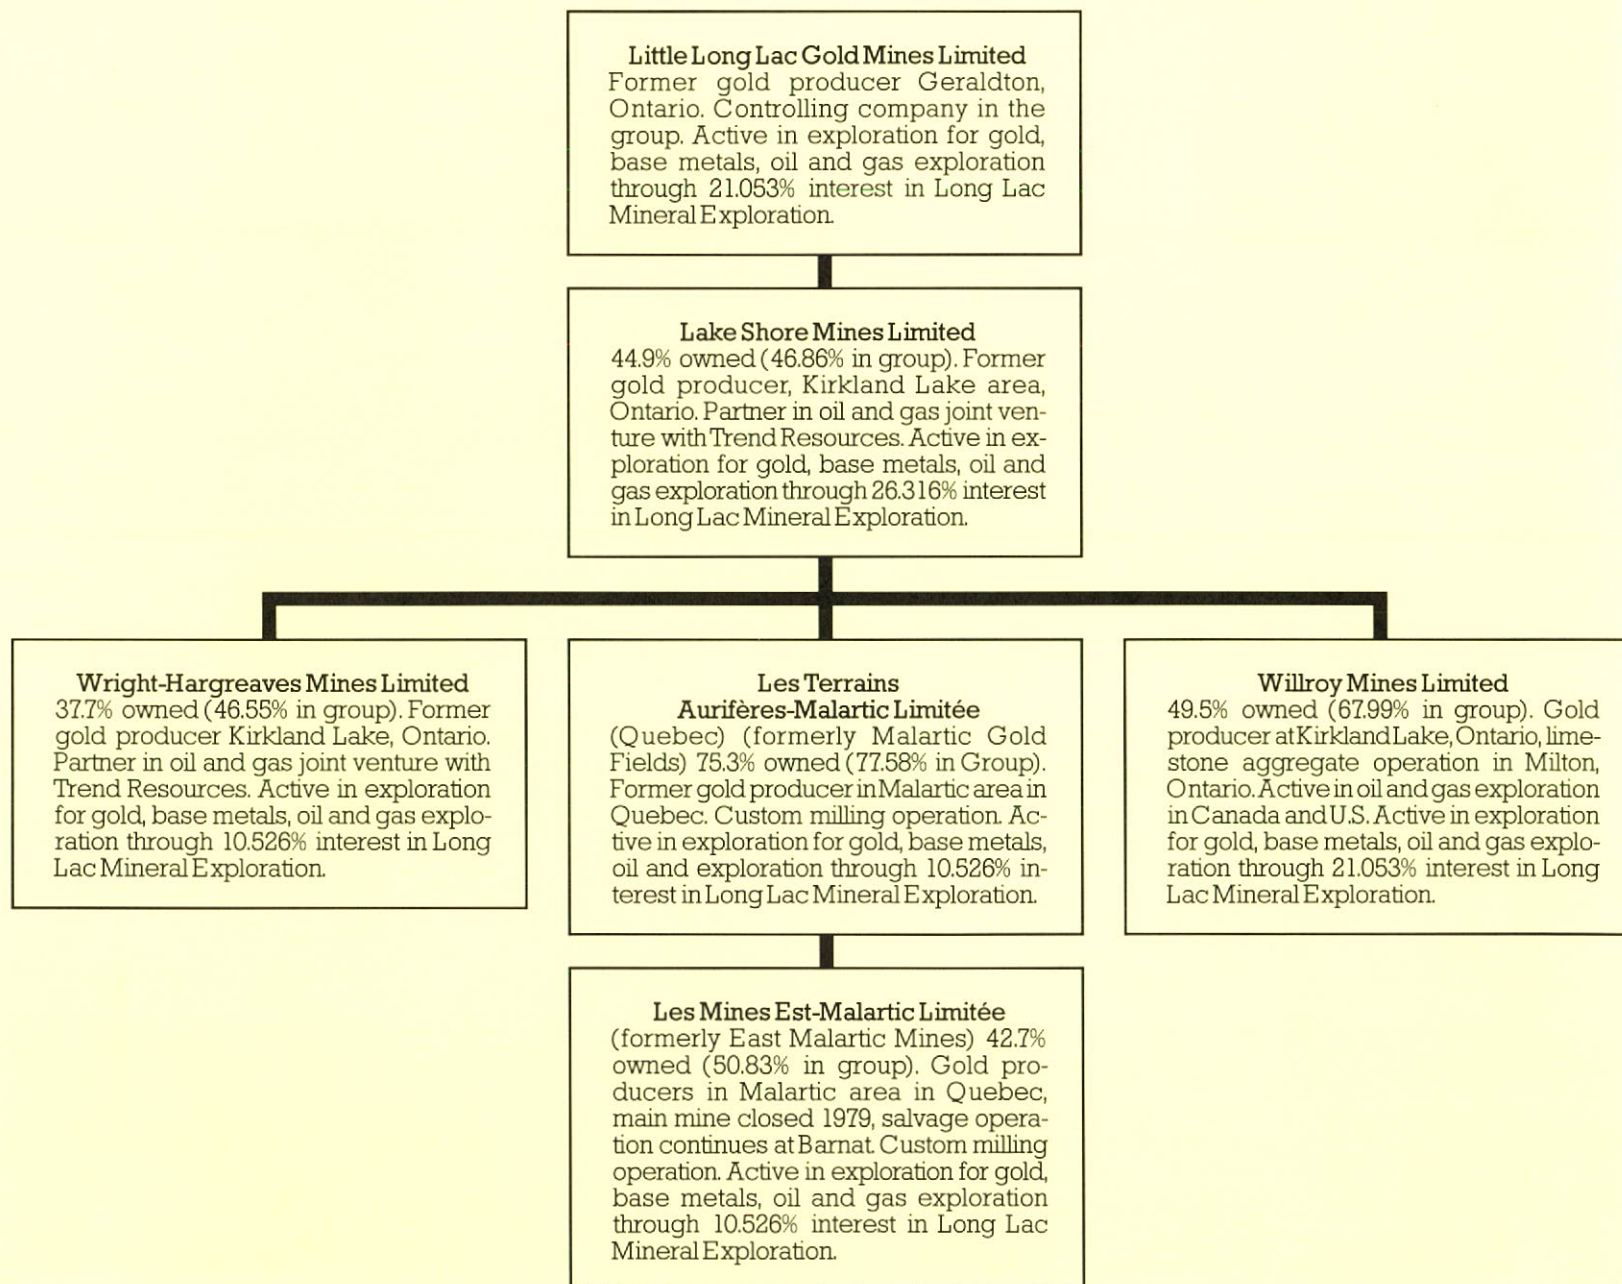 Little Long Lac Gold Mines Limited
Former gold producer Geraldton,
Ontario. Controlling company in the
group. Active in exploration for gold,
base metals, oil and gas exploration
through 21.053% interest in Long Lac
Mineral Exploration.
Lake Shore Mines Limited
44.9% owned (46.86% in group). Former
gold producer, Kirkland Lake area,
Ontario. Partner in oil and gas joint ven-
ture with Trend Resources. Active in ex-
ploration for gold, base metals, oil and
gas exploration through 26.316% interest
in Long Lac Mineral Exploration.
Wright-Hargreaves Mines Limited
37.7% owned (46.55% in group). Former
gold producer Kirkland Lake, Ontario.
Partner in oil and gas joint venture with
Trend Resources. Active in exploration
for gold, base metals, oil and gas explo-
ration through 10.526% interest in Long
Lac Mineral Exploration.
Les Terrains
Aurifères-Malartic Limitée
(Quebec) (formerly Malartic Gold
Fields) 75.3% owned (77.58% in Group).
Former gold producer in Malartic area in
Quebec. Custom milling operation. Ac-
tive in exploration for gold, base metals,
oil and exploration through 10.526% in-
terest in Long Lac Mineral Exploration.
Willroy Mines Limited
49.5% owned (67.99% in group). Gold
producer at Kirkland Lake, Ontario, lime-
stone aggregate operation in Milton,
Ontario. Active in oil and gas exploration
in Canada and U.S. Active in exploration
for gold, base metals, oil and gas explo-
ration through 21.053% interest in Long
Lac Mineral Exploration.
Les Mines Est-Malartic Limitée
(formerly East Malartic Mines) 42.7%
owned (50.83% in group). Gold pro-
ducers in Malartic area in Quebec,
main mine closed 1979, salvage opera-
tion continues at Barnat. Custom milling
operation. Active in exploration for gold,
base metals, oil and gas exploration
through 10.526% interest in Long Lac
Mineral Exploration.